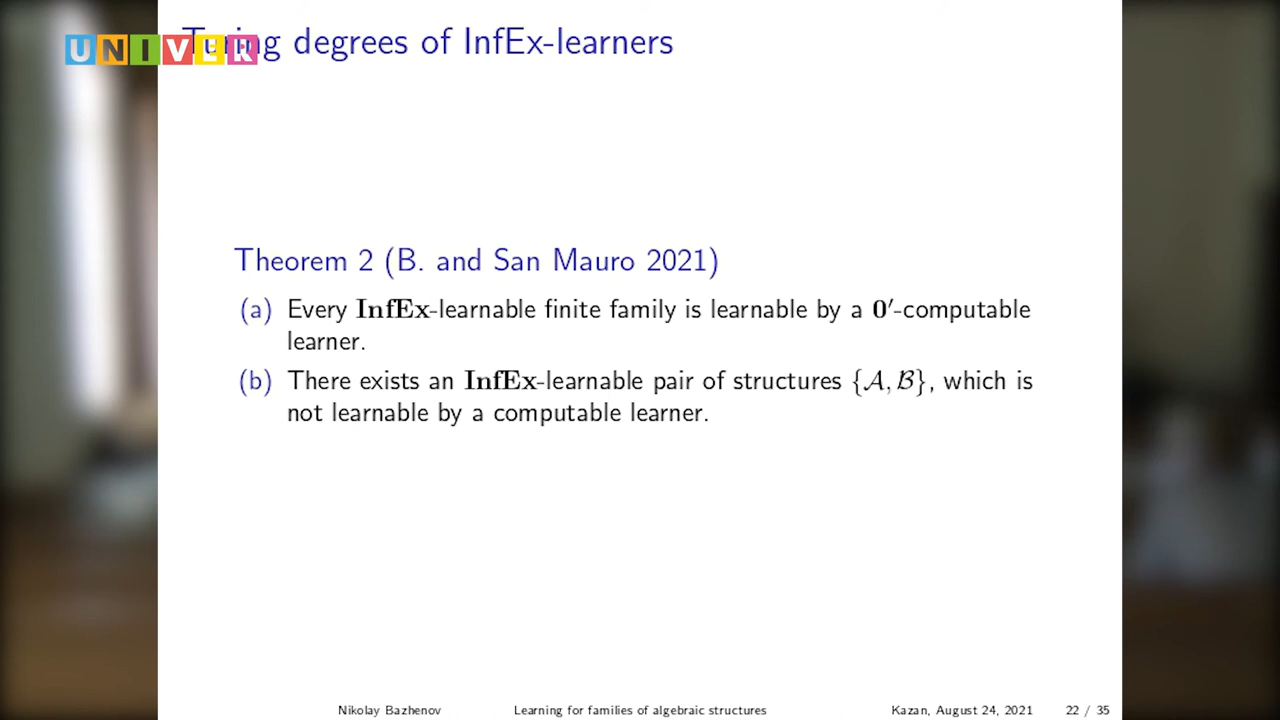 UNIVER
Turing degrees of InfEx-learners
Theorem 2 (B. and San Mauro 2021)
(a) Every InfEx-learnable finite family is learnable by a 0′-computable
learner.
(b) There exists an InfEx-learnable pair of structures {𝒜, ℬ}, which is
not learnable by a computable learner.
Nikolay Bazhenov Learning for families of algebraic structures Kazan, August 24, 2021 22 / 35